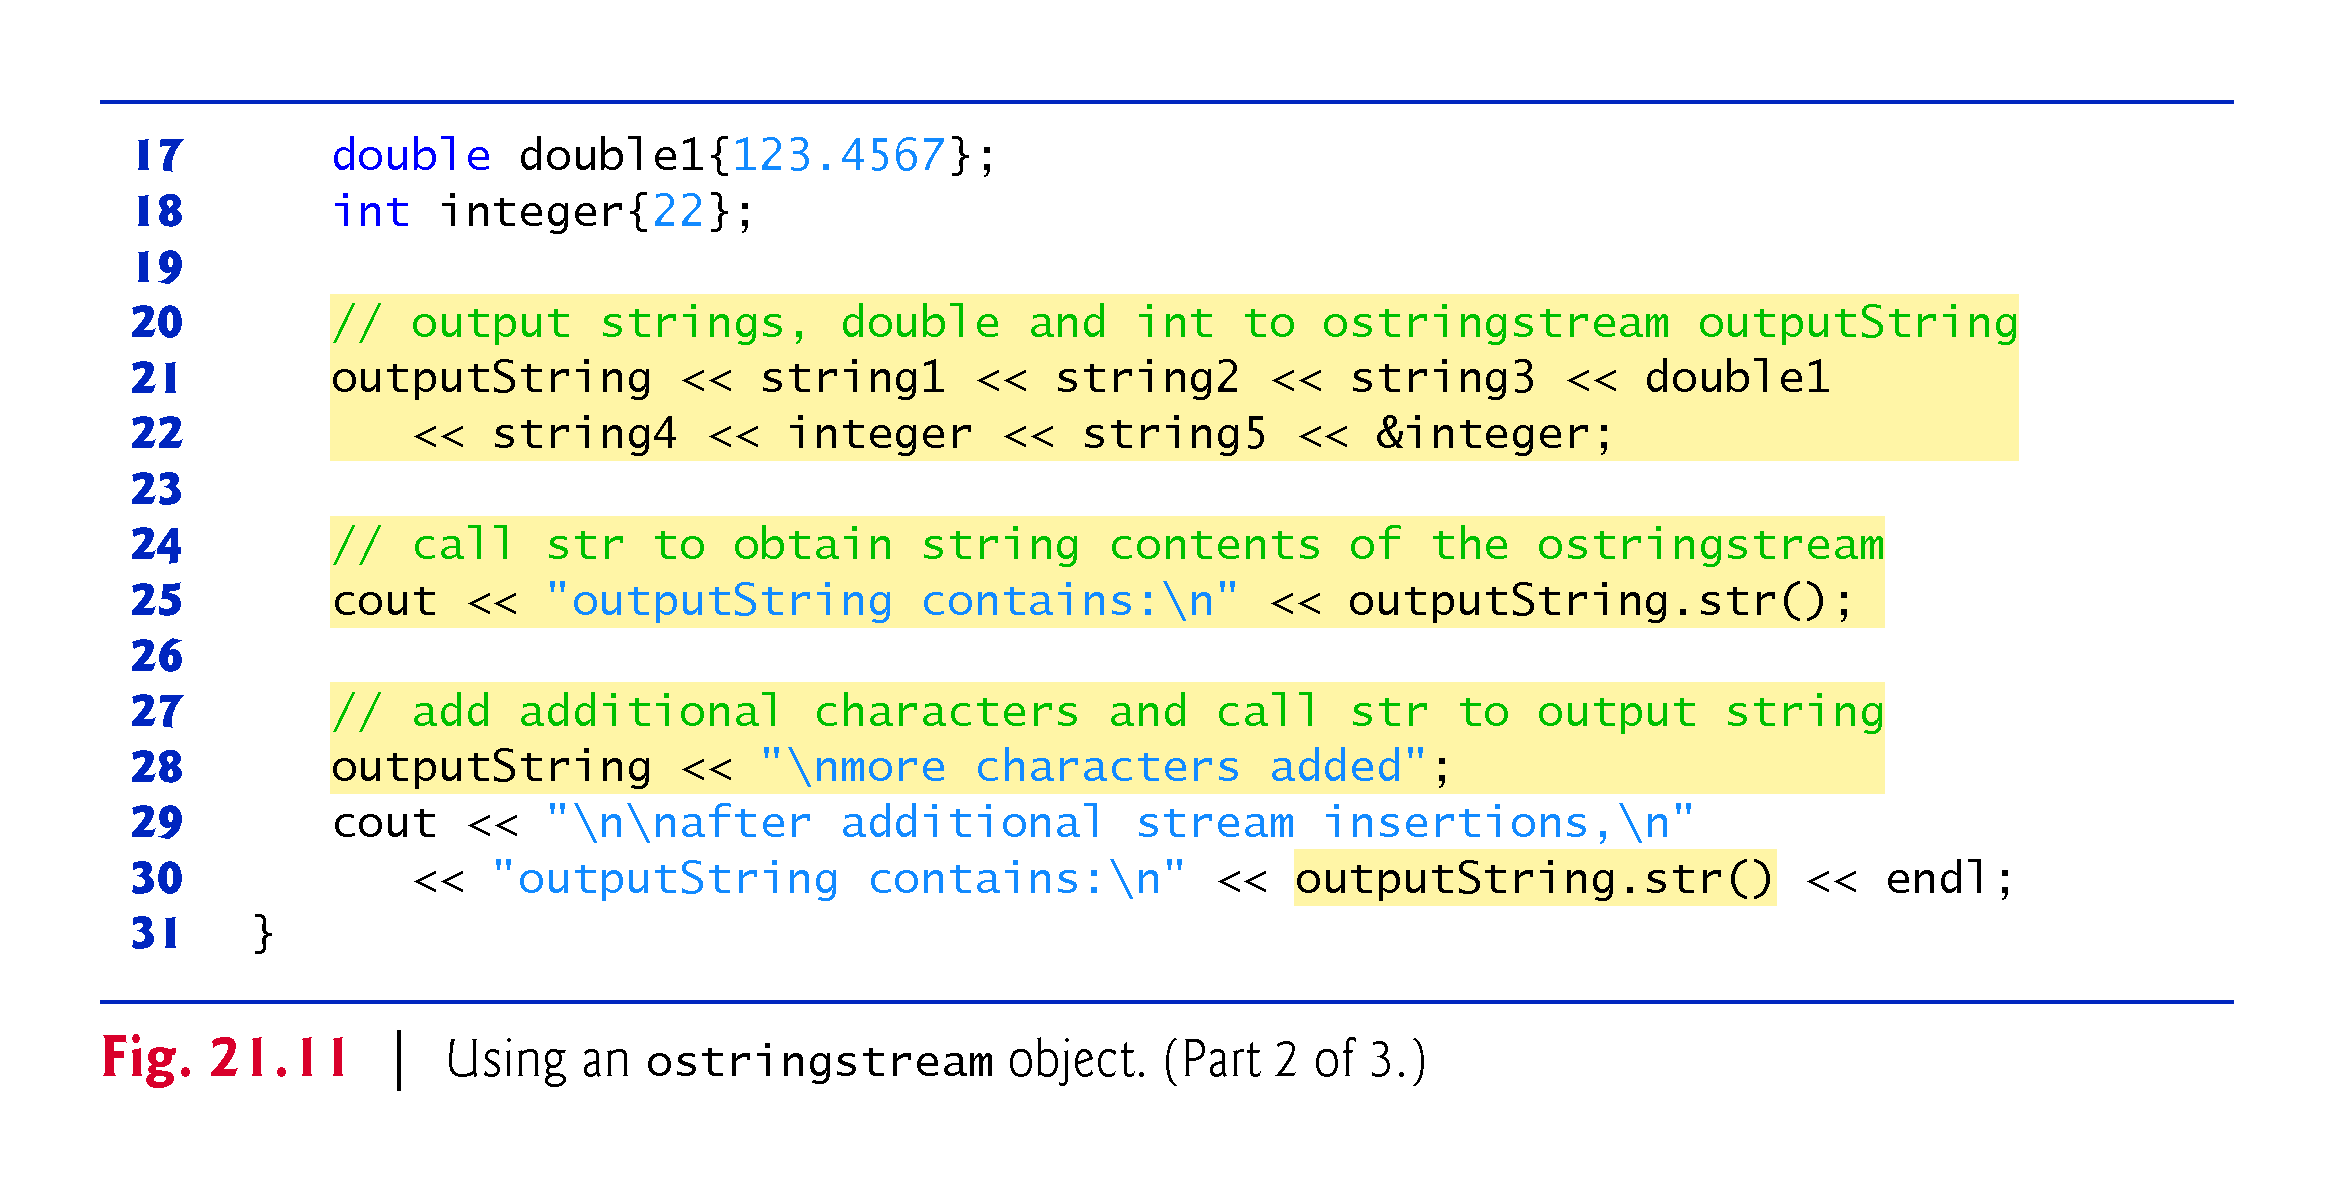 17 double double1{123.4567};
18 int integer{22};
19
20 // output strings, double and int to ostringstream outputString
21 outputString << string1 << string2 << string3 << double1
22 << string4 << integer << string5 << &integer;
23
24 // call str to obtain string contents of the ostringstream
25 cout << "outputString contains:\n" << outputString.str();
26
27 // add additional characters and call str to output string
28 outputString << "\nmore characters added";
29 cout << "\n\nafter additional stream insertions,\n"
30 << "outputString contains:\n" << outputString.str() << endl;
31 }
Fig. 21.11 | Using an ostringstream object. (Part 2 of 3.)